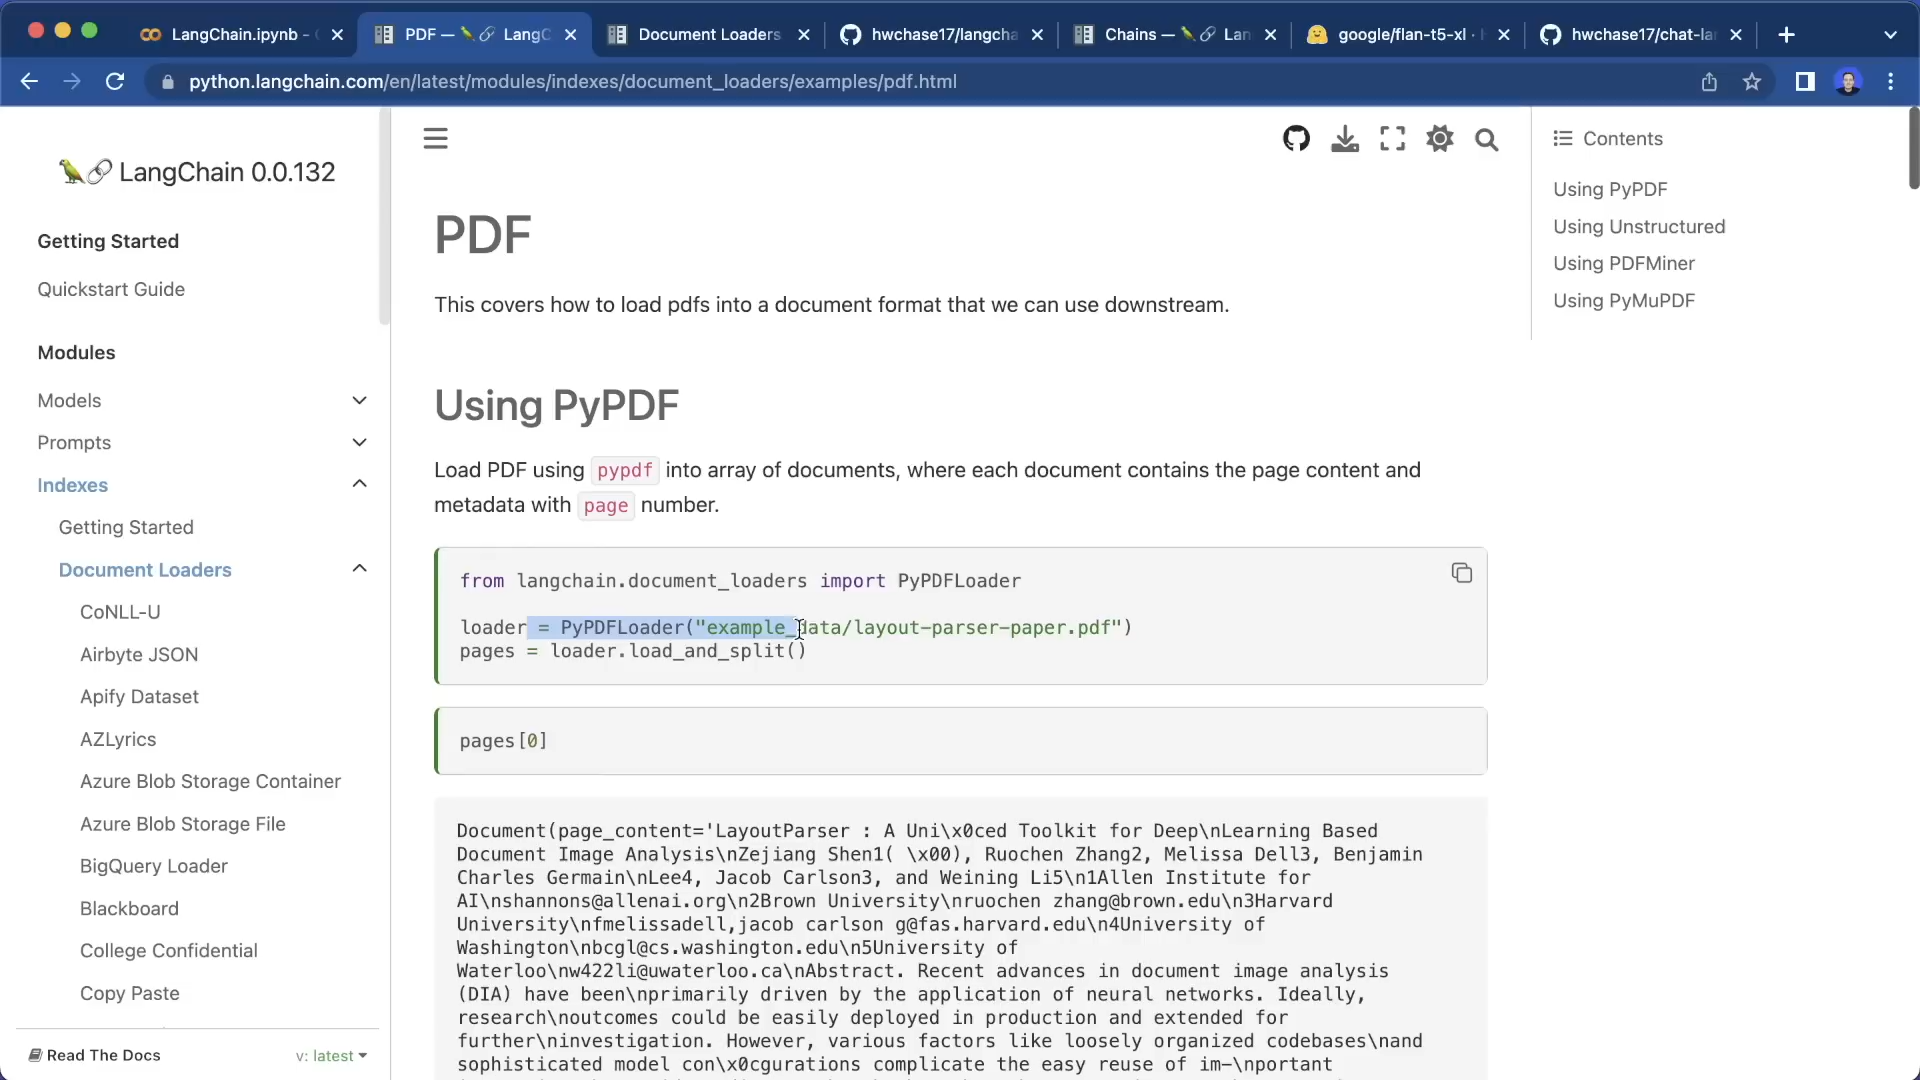 LangChain.ipynb -
PDF — LangC
Document Loaders
hwchase17/langcha
Chains — Lan
google/flan-t5-xl ·
hwchase17/chat-lan
python.langchain.com/en/latest/modules/indexes/document_loaders/examples/pdf.html
LangChain 0.0.132
Getting Started
Quickstart Guide
Modules
Models
Prompts
Indexes
Getting Started
Document Loaders
CoNLL-U
Airbyte JSON
Apify Dataset
AZLyrics
Azure Blob Storage Container
Azure Blob Storage File
BigQuery Loader
Blackboard
College Confidential
Copy Paste
Read The Docs
v: latest
PDF
This covers how to load pdfs into a document format that we can use downstream.
Using PyPDF
Load PDF using pypdf into array of documents, where each document contains the page content and
metadata with page number.
from langchain.document_loaders import PyPDFLoader
loader = PyPDFLoader("example_data/layout-parser-paper.pdf")
pages = loader.load_and_split()
pages[0]
Document(page_content='LayoutParser : A Uni\x0ced Toolkit for Deep\nLearning Based
Document Image Analysis\nZejiang Shen1( \x00), Ruochen Zhang2, Melissa Dell3, Benjamin
Charles Germain\nLee4, Jacob Carlson3, and Weining Li5\n1Allen Institute for
AI\nshannons@allenai.org\n2Brown University\nruochen zhang@brown.edu\n3Harvard
University\nfmelissadell,jacob carlson g@fas.harvard.edu\n4University of
Washington\nbcgl@cs.washington.edu\n5University of
Waterloo\nw422li@uwaterloo.ca\nAbstract. Recent advances in document image analysis
(DIA) have been\nprimarily driven by the application of neural networks. Ideally,
research\noutcomes could be easily deployed in production and extended for
further\ninvestigation. However, various factors like loosely organized codebases\nand
sophisticated model con\x0cgurations complicate the easy reuse of im-\nportant
Contents
Using PyPDF
Using Unstructured
Using PDFMiner
Using PyMuPDF